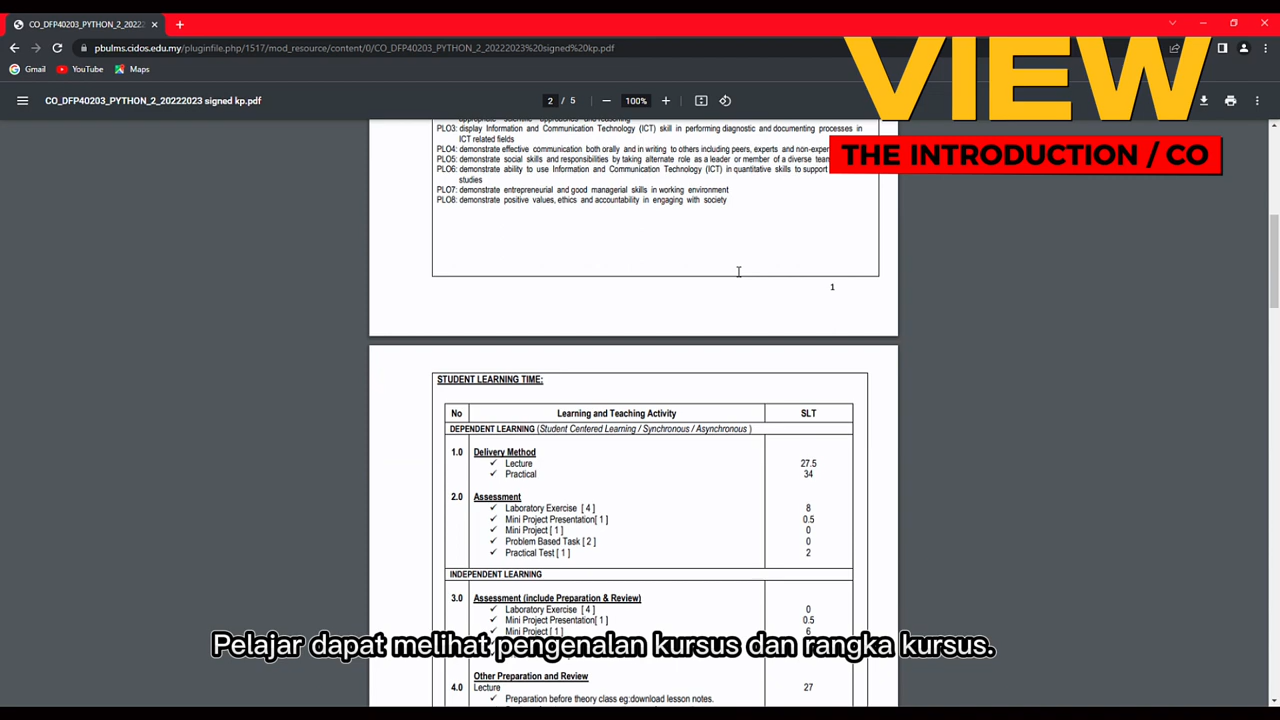 CO_DFP40203_PYTHON_2_202223
pbulms.cidos.edu.my/pluginfile.php/1517/mod_resource/content/0/CO_DFP40203_PYTHON_2_20222023%20signed%20kp.pdf
Gmail YouTube Maps
VIEW
CO_DFP40203_PYTHON_2_20222023 signed kp.pdf
2 / 5
100%
THE INTRODUCTION / CO
appropriate scientific approaches and reasoning
PLO3: display Information and Communication Technology (ICT) skill in performing diagnostic and documenting processes in
ICT related fields
PLO4: demonstrate effective communication both orally and in writing to others including peers, experts and
PLO5: demonstrate social skills and responsibilities by taking alternate role as a leader or member of a diverse
PLO6: demonstrate ability to use Information and Communication Technology (ICT) in quantitative skills to support
studies
PLO7: demonstrate entrepreneurial and good managerial skills in working environment
PLO8: demonstrate positive values, ethics and accountability in engaging with society
1
STUDENT LEARNING TIME:
No Learning and Teaching Activity SLT
DEPENDENT LEARNING (Student Centered Learning / Synchronous / Asynchronous )
1.0 Delivery Method
✓ Lecture 27.5
✓ Practical 34
2.0 Assessment
✓ Laboratory Exercise [ 4 ] 8
✓ Mini Project Presentation[ 1 ] 0.5
✓ Mini Project [ 1 ] 0
✓ Problem Based Task [ 2 ] 0
✓ Practical Test [ 1 ] 2
INDEPENDENT LEARNING
3.0 Assessment (include Preparation & Review)
✓ Laboratory Exercise [ 4 ] 0
✓ Mini Project Presentation[ 1 ] 0.5
✓ Mini Project [ 1 ] 6
Pelajar dapat melihat pengenalan kursus dan rangka kursus.
Other Preparation and Review
4.0 Lecture 27
✓ Preparation before theory class eg:download lesson notes.